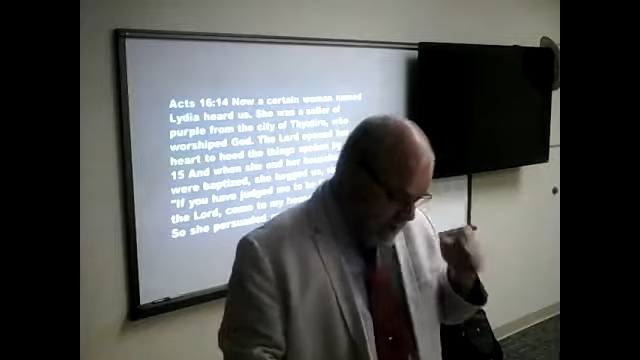 Acts 16:14 Now a certain woman named
Lydia heard us. She was a seller of
purple from the city of Thyatira, who
worshiped God. The Lord opened her
heart to heed the things spoken
15 And when she and her
were baptized, she begged us,
"If you have judged me to be
the Lord, come to my
So she persuaded